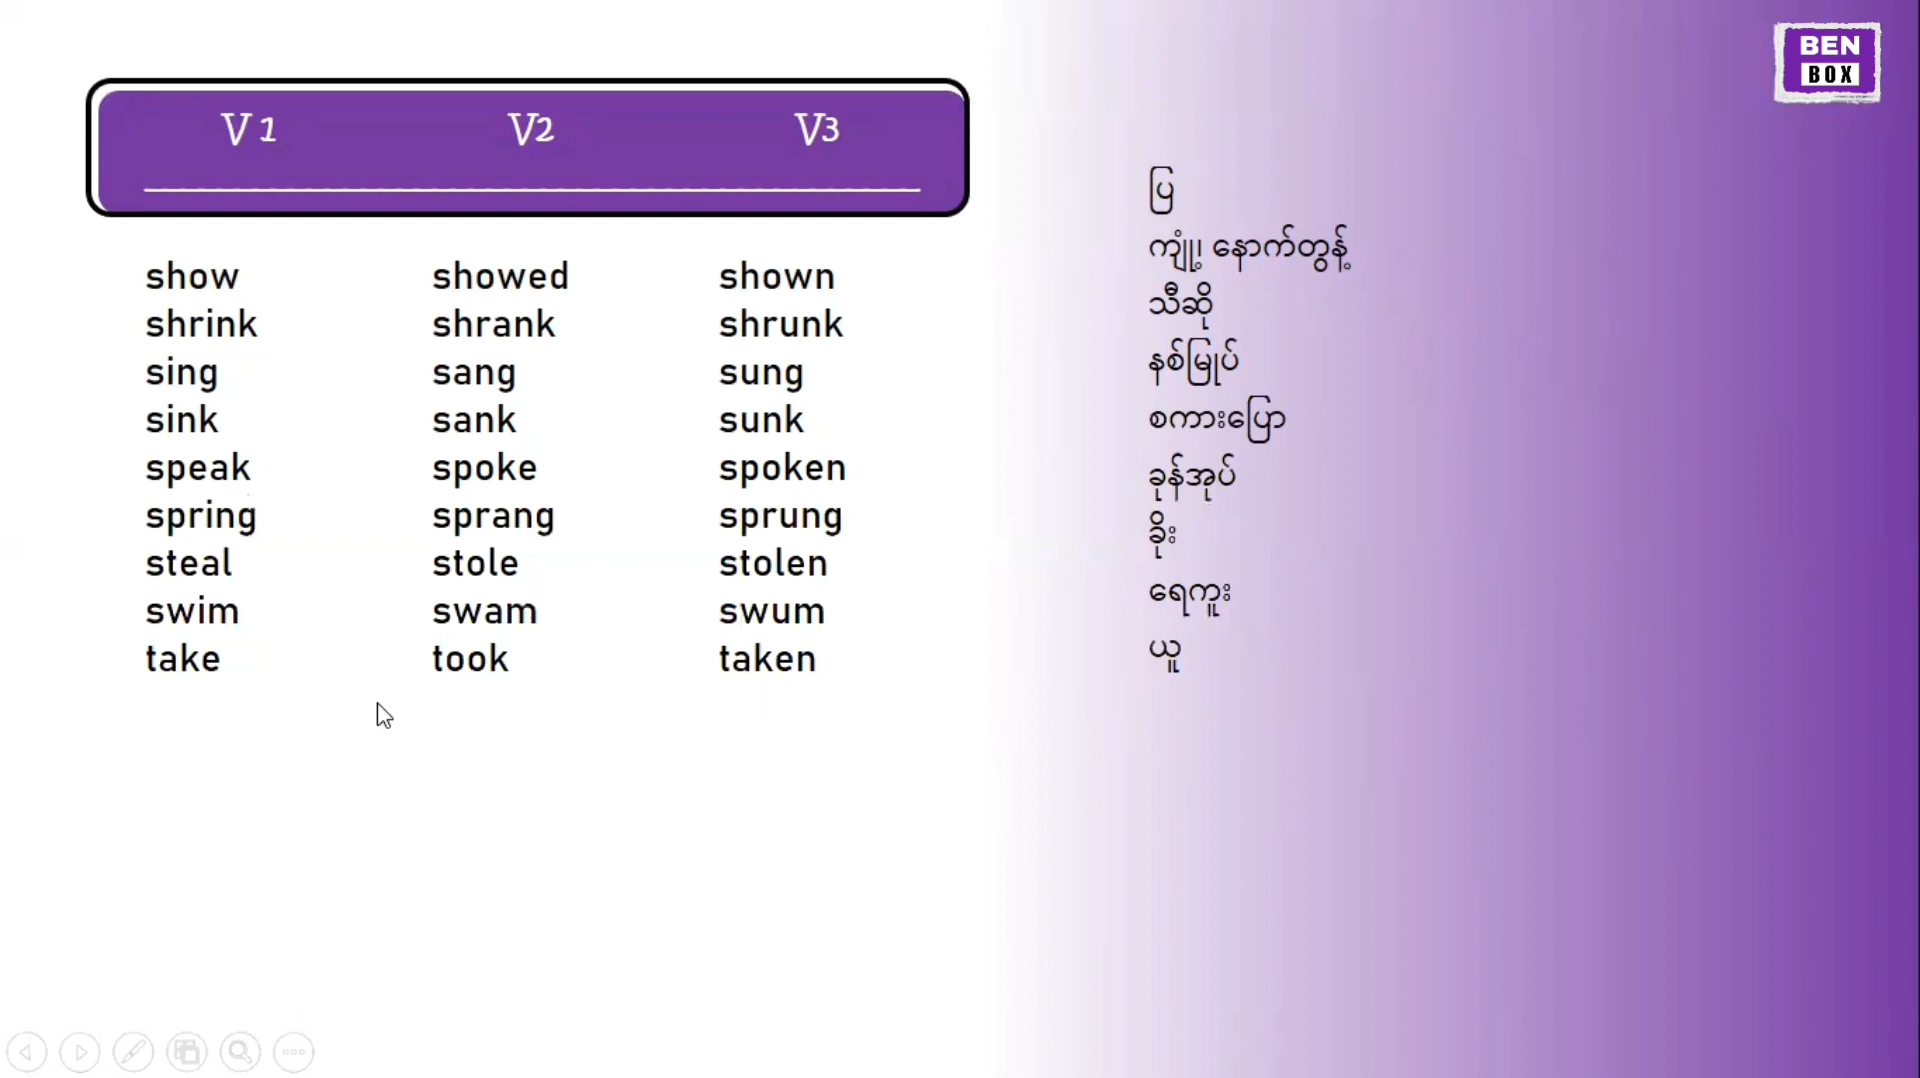 BEN
BOX
V 1 V2 V3
show showed shown
shrink shrank shrunk
sing sang sung
sink sank sunk
speak spoke spoken
spring sprang sprung
steal stole stolen
swim swam swum
take took taken
ပြ
ကျုံ့၊ နောက်တွန့်
သီဆို
နစ်မြုပ်
စကားပြော
ခုန်အုပ်
ခိုး
ရေကူး
ယူ